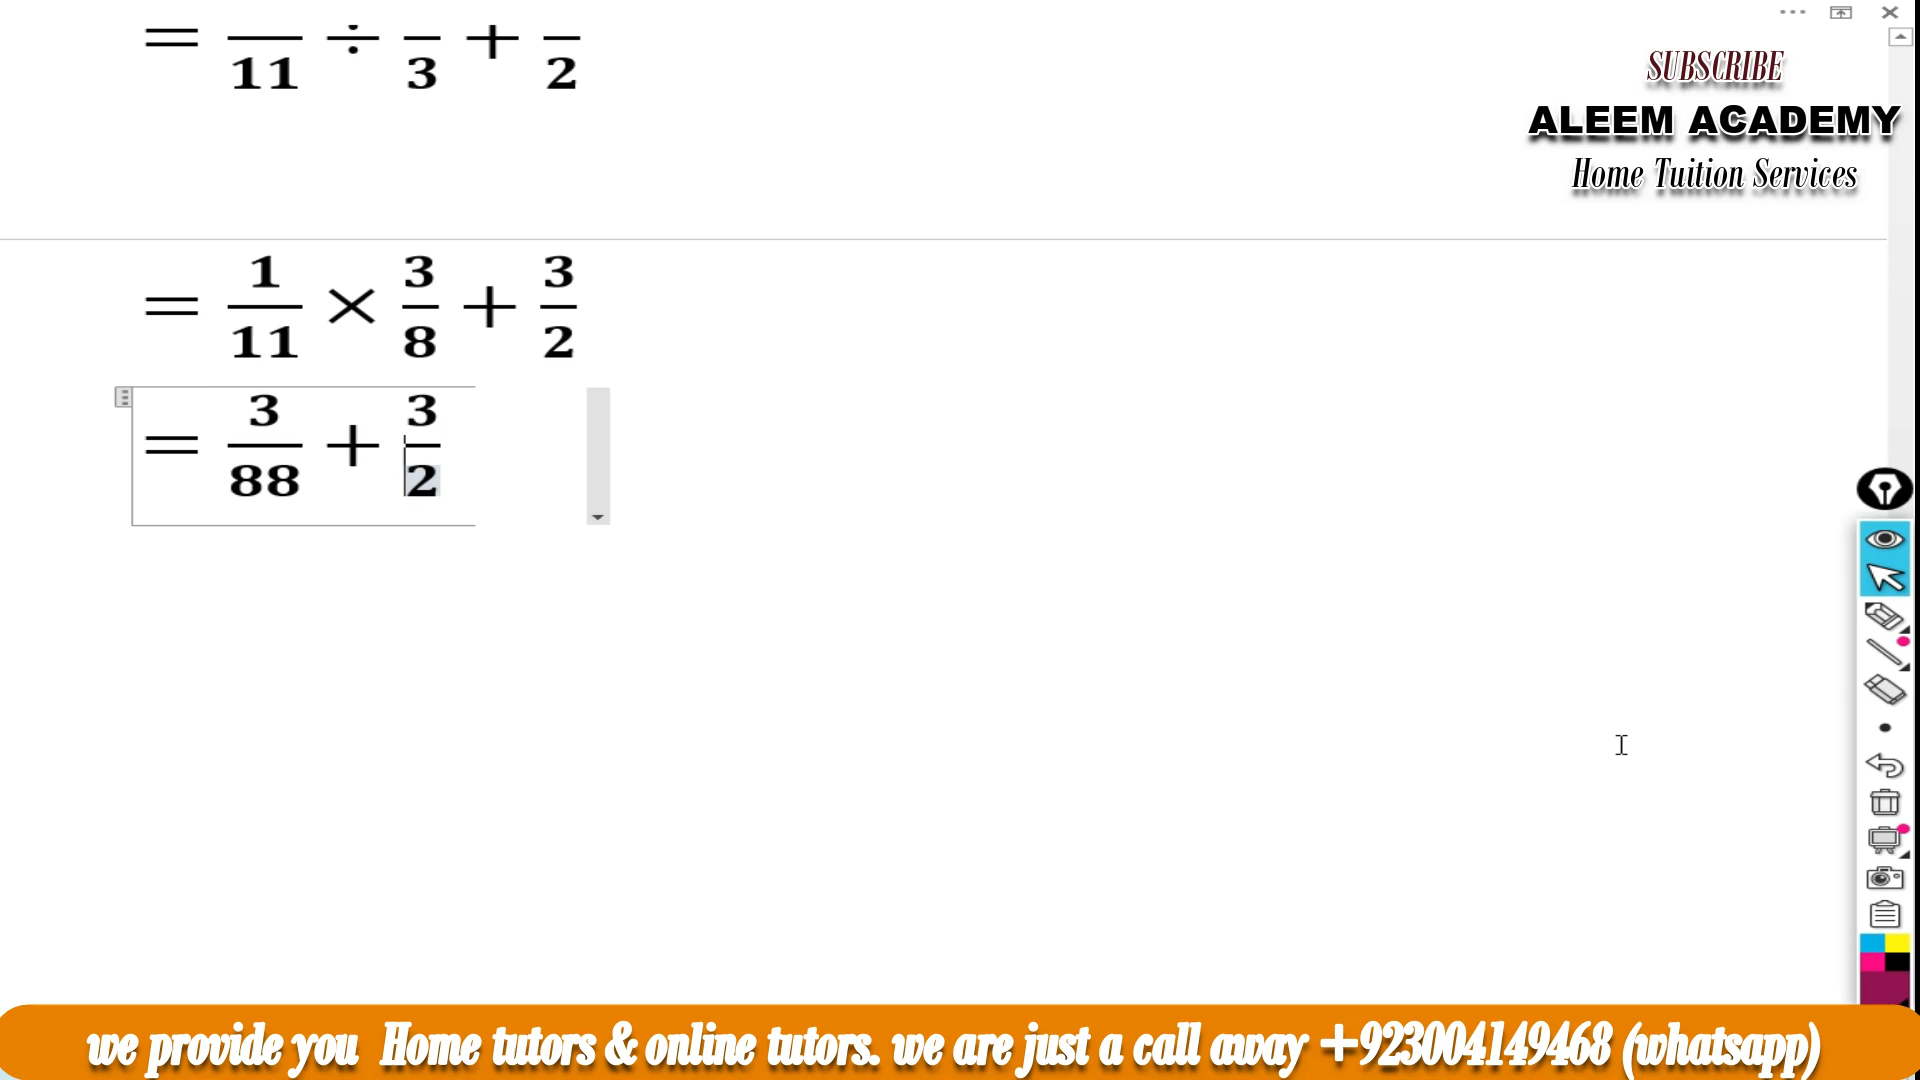 = /11 ÷ /3 + /2
SUBSCRIBE
ALEEM ACADEMY
Home Tuition Services
= 1/11 × 3/8 + 3/2
= 3/88 + 3/2
we provide you Home tutors & online tutors. we are just a call away +923004149468 (whatsapp)